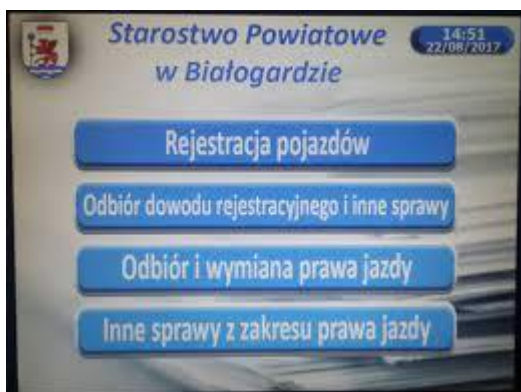 Starostwo Powiatowe
w Białogardzie
14:51
22/08/2017
Rejestracja pojazdów
Odbiór dowodu rejestracyjnego i inne sprawy
Odbiór i wymiana prawa jazdy
Inne sprawy z zakresu prawa jazdy